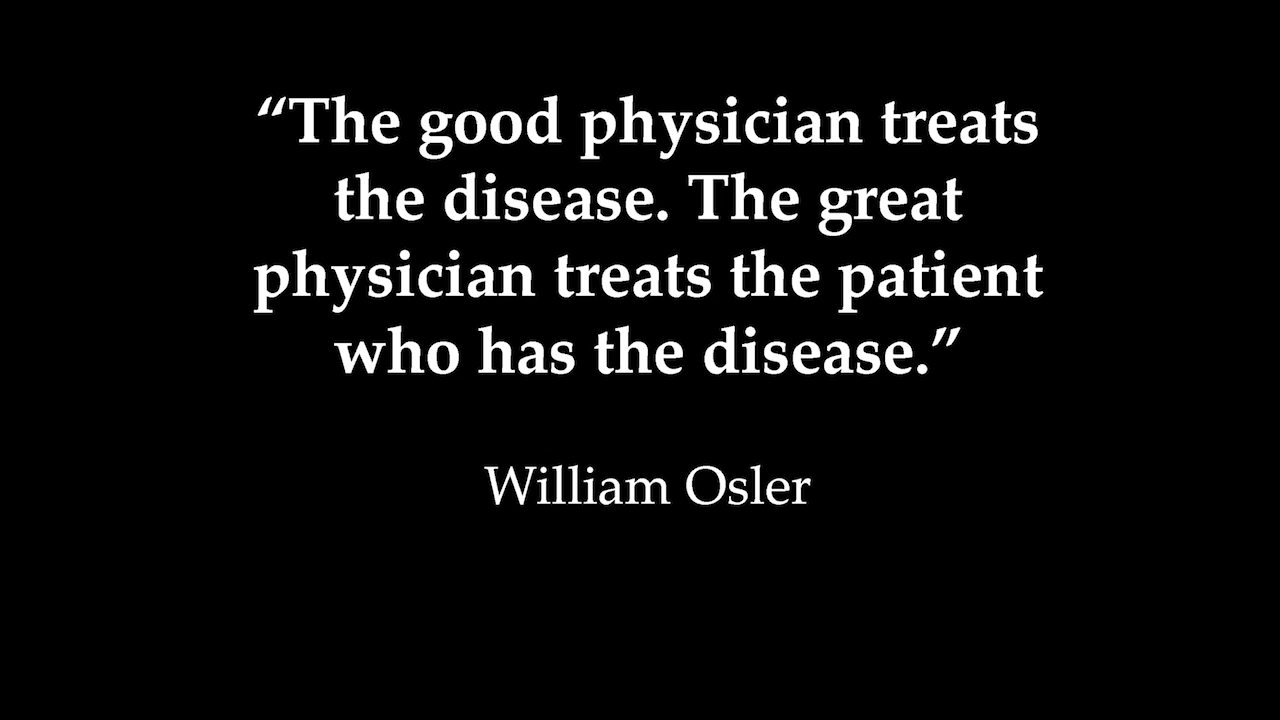 “The good physician treats
the disease. The great
physician treats the patient
who has the disease.”
William Osler